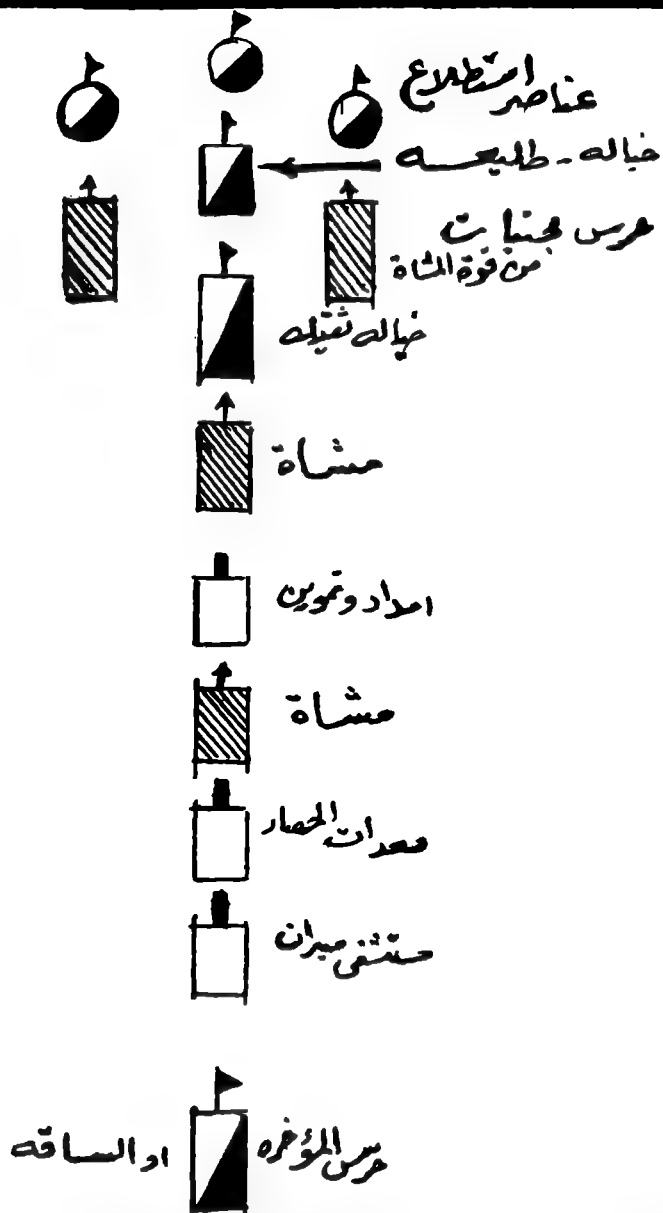 عناصر استطلاع
خياله - طليعه
حرس مجنبات
من قوة المشاة
خياله ثقيله
مشاة
امداد وتموين
مشاة
معدات الحصار
مستشفى ميدان
حرس المؤخره
او الساقه